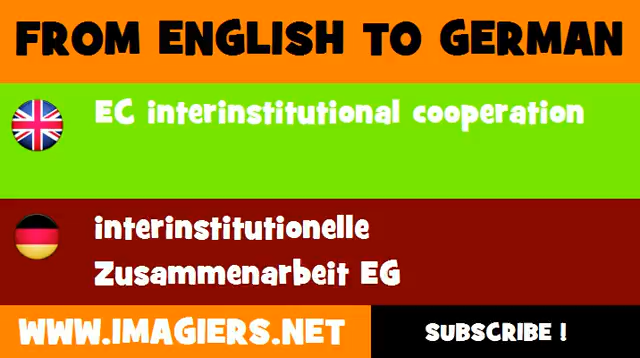 FROM ENGLISH TO GERMAN
EC interinstitutional cooperation
interinstitutionelle
Zusammenarbeit EG
WWW.IMAGIERS.NET
SUBSCRIBE !